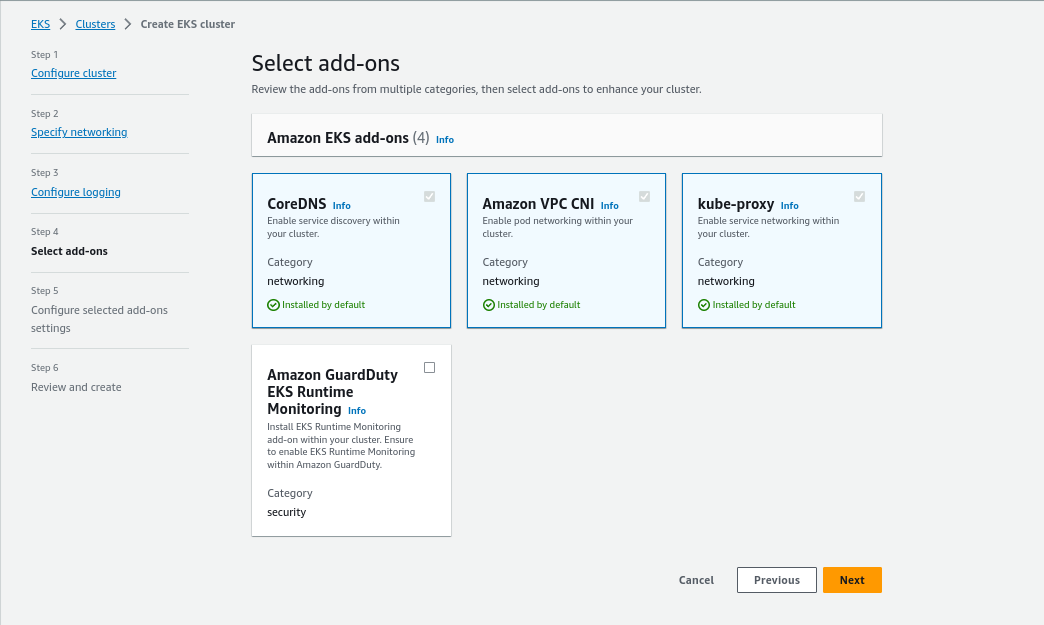 EKS > Clusters > Create EKS cluster
Step 1
Configure cluster
Step 2
Specify networking
Step 3
Configure logging
Step 4
Select add-ons
Step 5
Configure selected add-ons
settings
Step 6
Review and create
Select add-ons
Review the add-ons from multiple categories, then select add-ons to enhance your cluster.
Amazon EKS add-ons (4) Info
CoreDNS Info
Enable service discovery within
your cluster.
Category
networking
Installed by default
Amazon VPC CNI Info
Enable pod networking within your
cluster.
Category
networking
Installed by default
kube-proxy Info
Enable service networking within
your cluster.
Category
networking
Installed by default
Amazon GuardDuty
EKS Runtime
Monitoring Info
Install EKS Runtime Monitoring
add-on within your cluster. Ensure
to enable EKS Runtime Monitoring
within Amazon GuardDuty.
Category
security
Cancel
Previous
Next